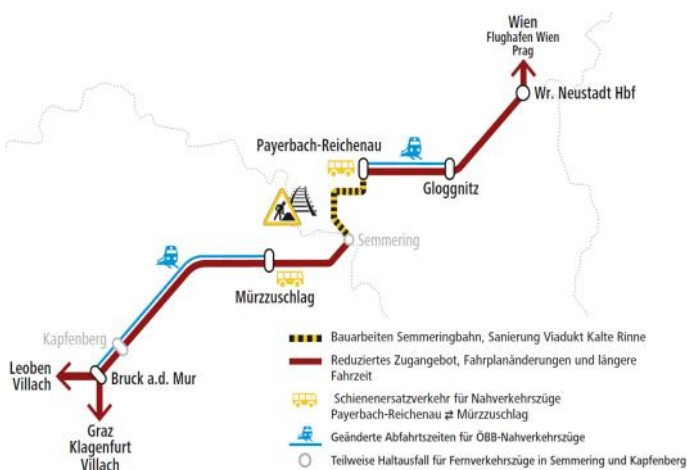 Wien
Flughafen Wien
Prag
Wr. Neustadt Hbf
Payerbach-Reichenau
Gloggnitz
Semmering
Mürzzuschlag
Kapfenberg
Leoben
Villach
Bruck a.d. Mur
Graz
Klagenfurt
Villach
Bauarbeiten Semmeringbahn, Sanierung Viadukt Kalte Rinne
Reduziertes Zugangebot, Fahrplanänderungen und längere
Fahrzeit
Schienenersatzverkehr für Nahverkehrszüge
Payerbach-Reichenau ⇄ Mürzzuschlag
Geänderte Abfahrtszeiten für ÖBB-Nahverkehrszüge
Teilweise Haltausfall für Fernverkehrszüge in Semmering und Kapfenberg